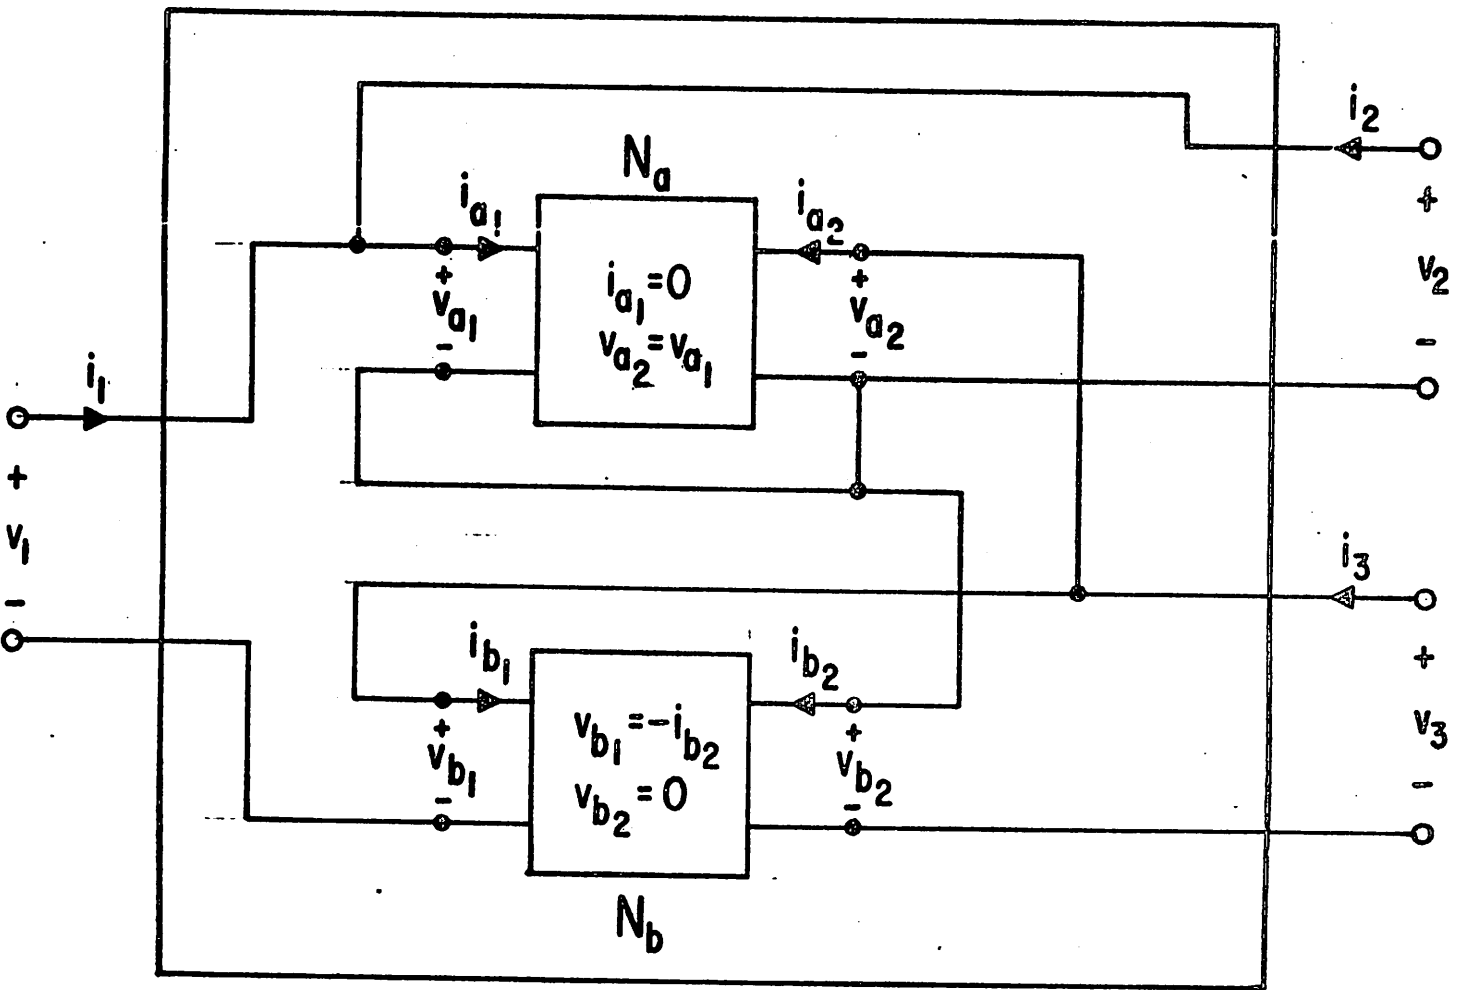 i2
Na
ia1
ia2
+
ia1=0
+
+
v2
va1
va2
va2=va1
-
-
-
i1
+
v1
-
i3
ib1
ib2
+
vb1=-ib2
+
+
vb1
vb2=0
vb2
v3
-
-
-
Nb